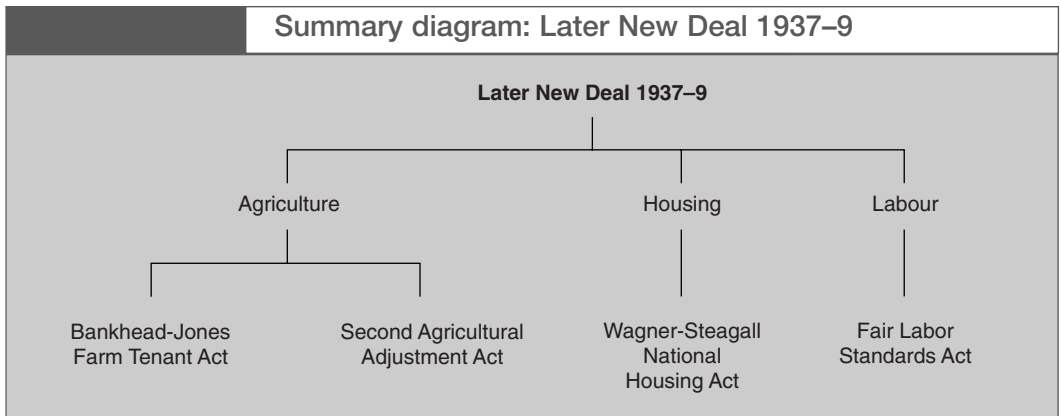 Summary diagram: Later New Deal 1937–9
Later New Deal 1937–9
Agriculture
Housing
Labour
Bankhead-Jones
Farm Tenant Act
Second Agricultural
Adjustment Act
Wagner-Steagall
National
Housing Act
Fair Labor
Standards Act